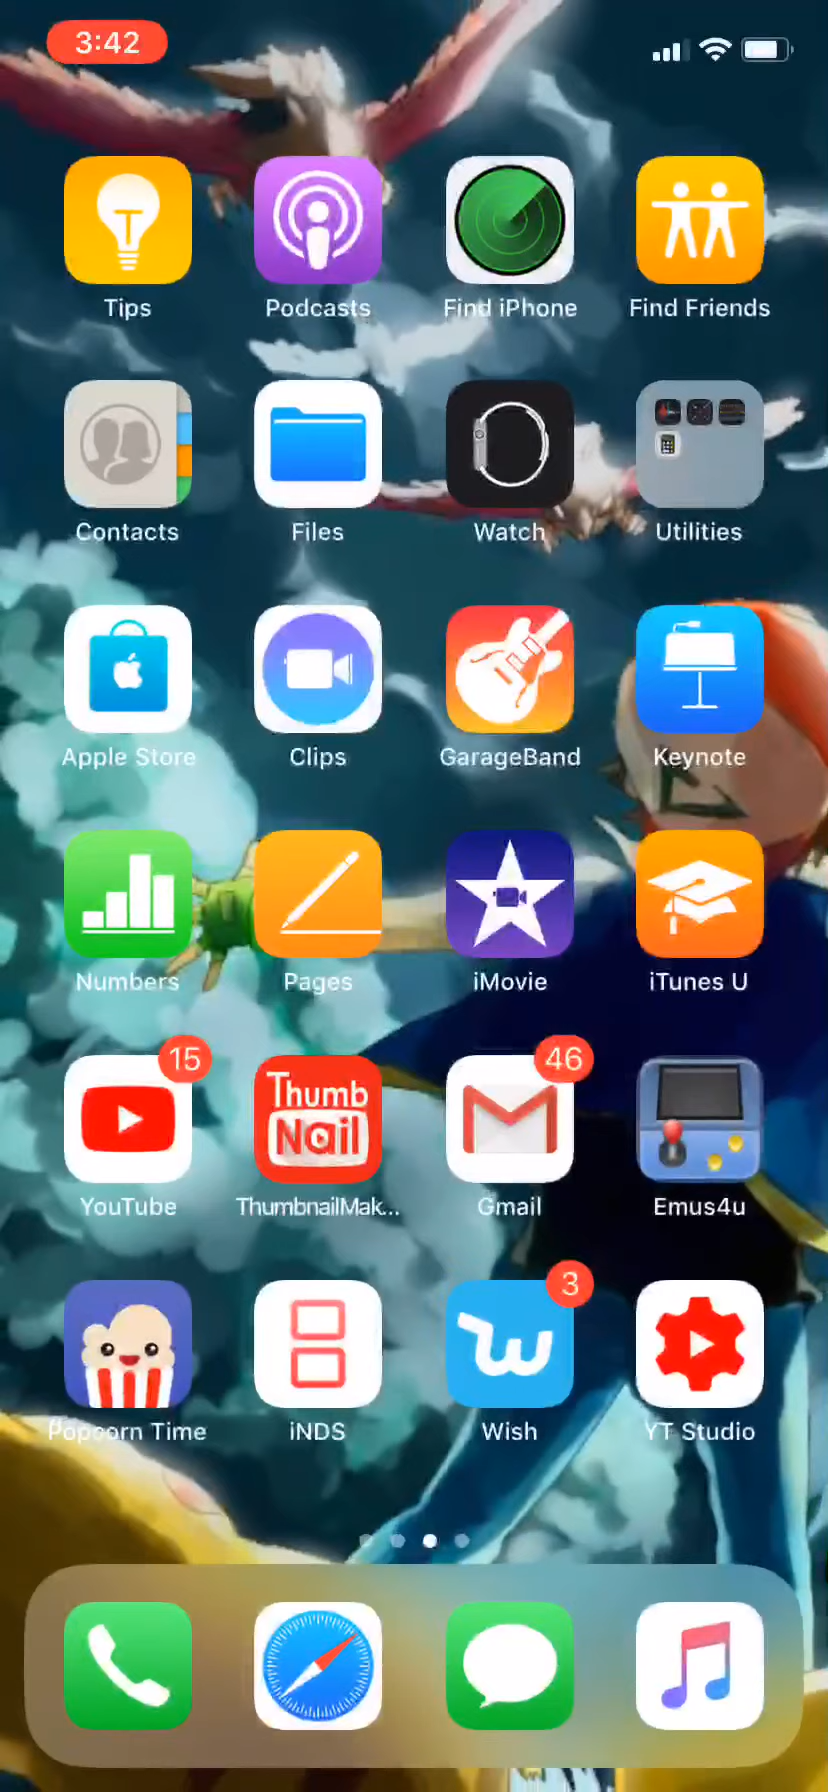 3:42
Tips Podcasts Find iPhone Find Friends
Contacts Files Watch Utilities
Apple Store Clips GarageBand Keynote
Numbers Pages iMovie iTunes U
15 46
Thumb
Nail
YouTube ThumbnailMak... Gmail Emus4u
3
Popcorn Time iNDS Wish YT Studio